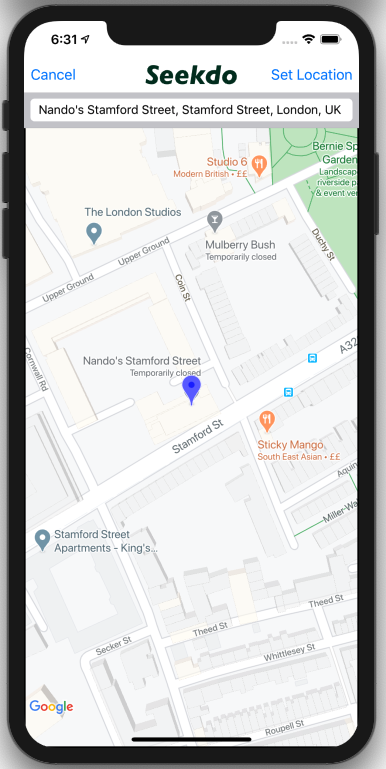 6:31
Cancel
Seekdo
Set Location
Nando's Stamford Street, Stamford Street, London, UK
Bernie Sp
Garden
Landscap
riverside p
& event ver
Studio 6
Modern British • ££
The London Studios
Mulberry Bush
Temporarily closed
Duchy St
Upper Ground
Upper Ground
Coin St
A32
Cornwall Rd
Nando's Stamford Street
Temporarily closed
Stamford St
Sticky Mango
South East Asian • ££
Aquin
Miller Wa
Stamford Street
Apartments - King's...
Theed St
Theed St
Secker St
Whittlesey St
Roupell St
Google